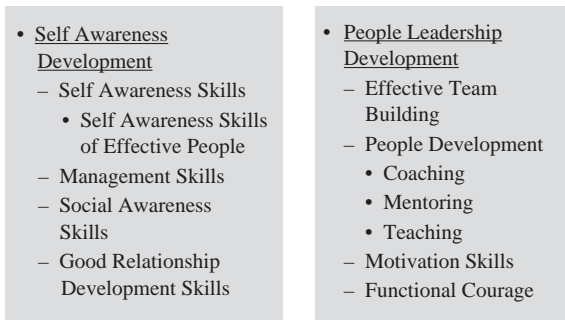 • Self Awareness
Development
– Self Awareness Skills
• Self Awareness Skills
of Effective People
– Management Skills
– Social Awareness
Skills
– Good Relationship
Development Skills
• People Leadership
Development
– Effective Team
Building
– People Development
• Coaching
• Mentoring
• Teaching
– Motivation Skills
– Functional Courage